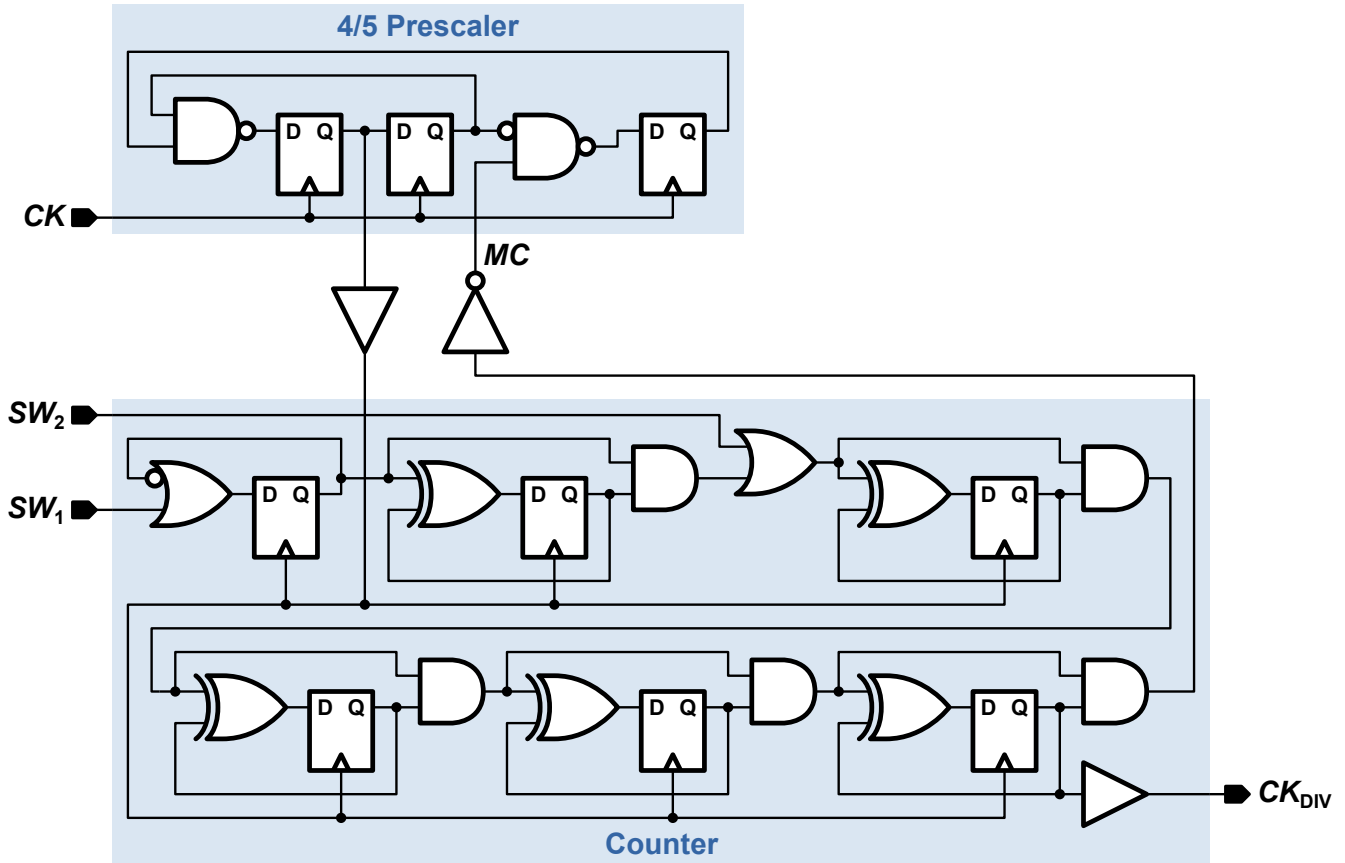 4/5 Prescaler
D Q D Q D Q
CK
MC
SW2
SW1
D Q D Q D Q
D Q D Q D Q
CKDIV
Counter